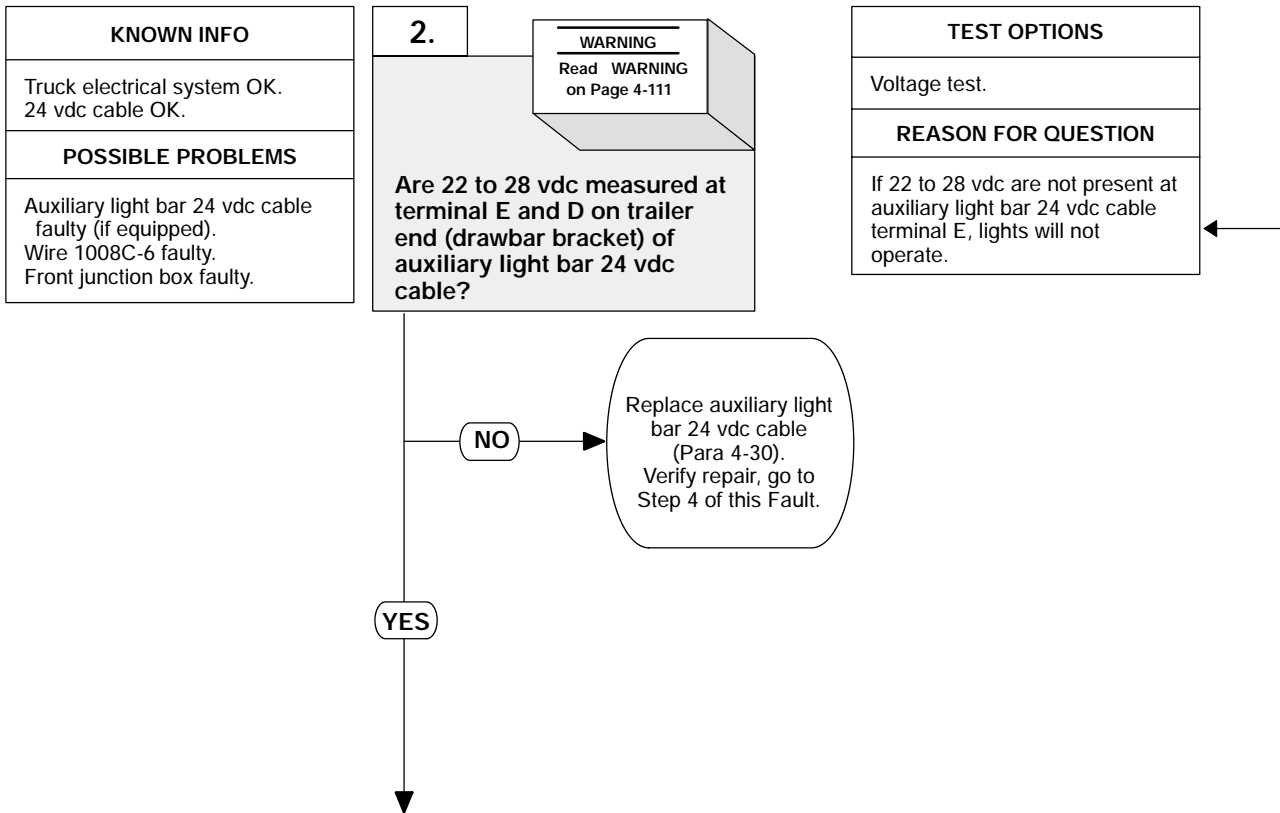 KNOWN INFO
Truck electrical system OK.
24 vdc cable OK.
POSSIBLE PROBLEMS
Auxiliary light bar 24 vdc cable
faulty (if equipped).
Wire 1008C-6 faulty.
Front junction box faulty.
2.
WARNING
Read WARNING
on Page 4-111
Are 22 to 28 vdc measured at
terminal E and D on trailer
end (drawbar bracket) of
auxiliary light bar 24 vdc
cable?
TEST OPTIONS
Voltage test.
REASON FOR QUESTION
If 22 to 28 vdc are not present at
auxiliary light bar 24 vdc cable
terminal E, lights will not
operate.
NO
Replace auxiliary light
bar 24 vdc cable
(Para 4-30).
Verify repair, go to
Step 4 of this Fault.
YES